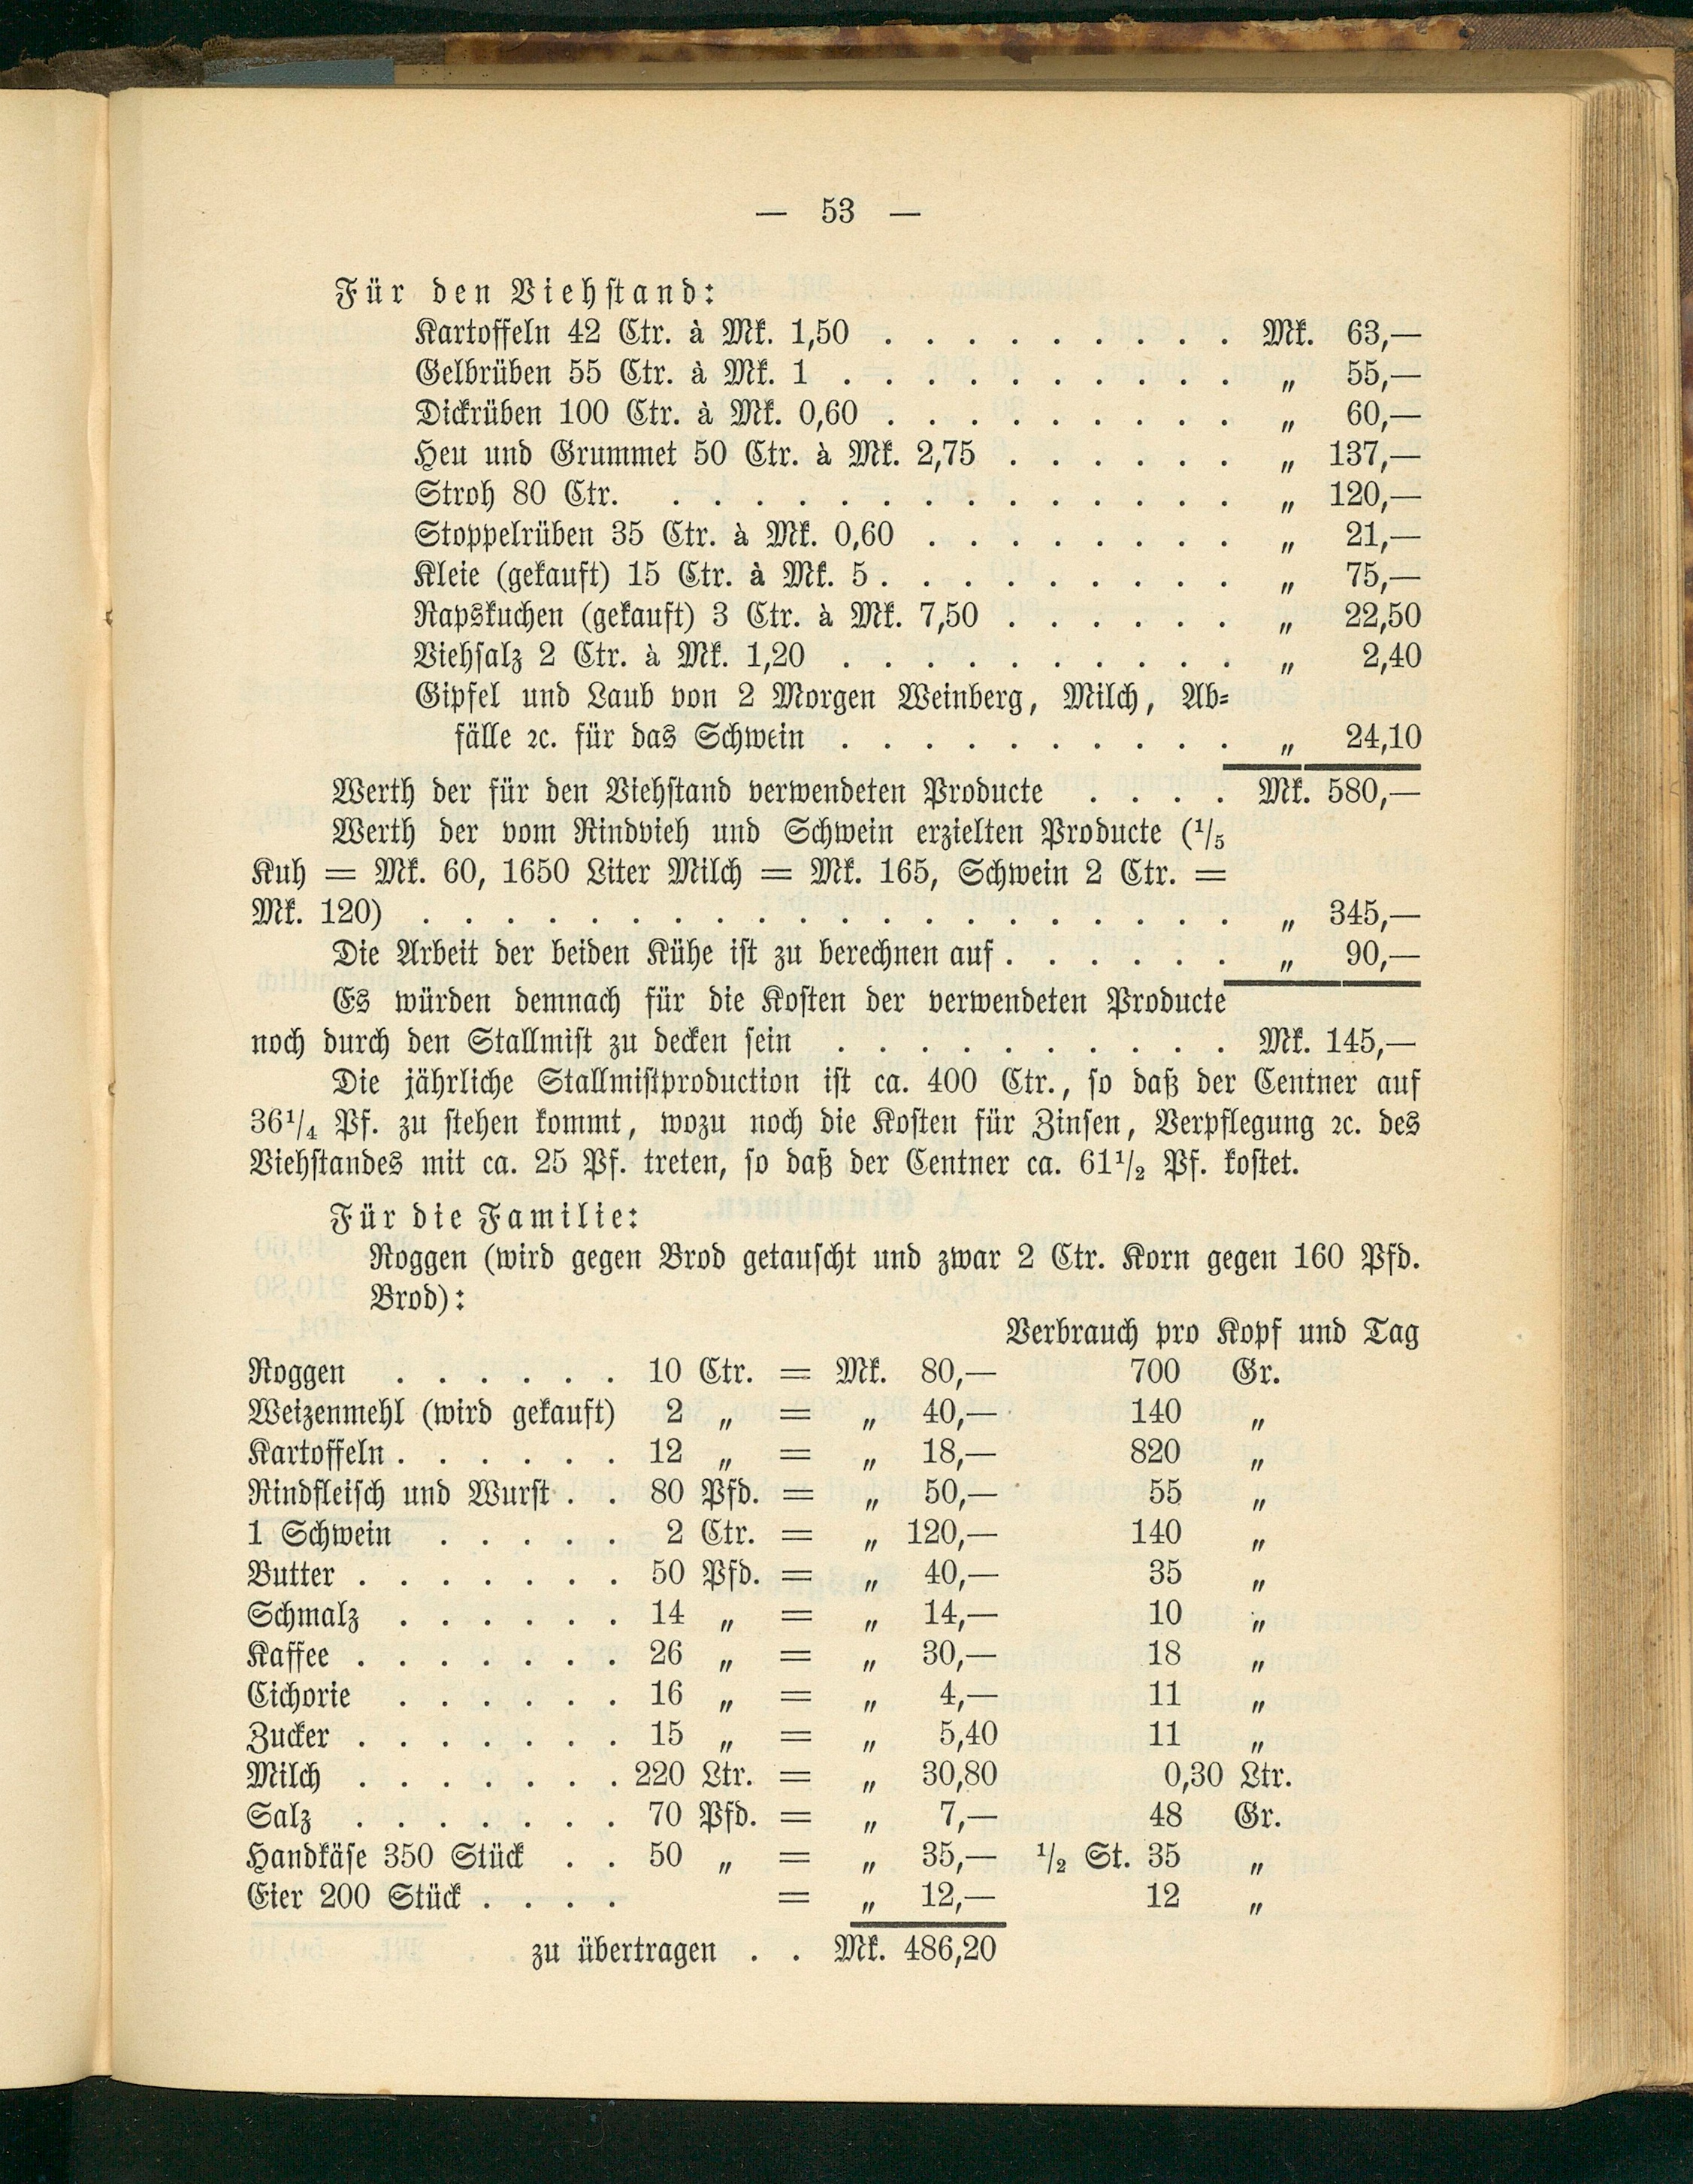 — 53 —
Für den Viehstand:
Kartoffeln 42 Ctr. à Mk. 1,50 . . . . . . . . . Mk. 63,—
Gelbrüben 55 Ctr. à Mk. 1 . . . . . . . . . . „ 55,—
Dickrüben 100 Ctr. à Mk. 0,60 . . . . . . . . . „ 60,—
Heu und Grummet 50 Ctr. à Mk. 2,75 . . . . . . „ 137,—
Stroh 80 Ctr. . . . . . . . . . . . . . . „ 120,—
Stoppelrüben 35 Ctr. à Mk. 0,60 . . . . . . . . „ 21,—
Kleie (gekauft) 15 Ctr. à Mk. 5 . . . . . . . . . „ 75,—
Rapskuchen (gekauft) 3 Ctr. à Mk. 7,50 . . . . . . „ 22,50
Viehsalz 2 Ctr. à Mk. 1,20 . . . . . . . . . . „ 2,40
Gipfel und Laub von 2 Morgen Weinberg, Milch, Ab-
fälle ꝛc. für das Schwein . . . . . . . . . . „ 24,10
Werth der für den Viehstand verwendeten Producte . . . . Mk. 580,—
Werth der vom Rindvieh und Schwein erzielten Producte (1/5
Kuh = Mk. 60, 1650 Liter Milch = Mk. 165, Schwein 2 Ctr. =
Mk. 120) . . . . . . . . . . . . . . . . . . . . „ 345,—
Die Arbeit der beiden Kühe ist zu berechnen auf . . . . . . „ 90,—
Es würden demnach für die Kosten der verwendeten Producte
noch durch den Stallmist zu decken sein . . . . . . . . . . Mk. 145,—
Die jährliche Stallmistproduction ist ca. 400 Ctr., so daß der Centner auf
36 1/4 Pf. zu stehen kommt, wozu noch die Kosten für Zinsen, Verpflegung ꝛc. des
Viehstandes mit ca. 25 Pf. treten, so daß der Centner ca. 61 1/2 Pf. kostet.
Für die Familie:
Roggen (wird gegen Brod getauscht und zwar 2 Ctr. Korn gegen 160 Pfd.
Brod):
Verbrauch pro Kopf und Tag
Roggen . . . . . . 10 Ctr. = Mk. 80,— 700 Gr.
Weizenmehl (wird gekauft) 2 „ = „ 40,— 140 „
Kartoffeln . . . . . . 12 „ = „ 18,— 820 „
Rindfleisch und Wurst . . 80 Pfd. = „ 50,— 55 „
1 Schwein . . . . . 2 Ctr. = „ 120,— 140 „
Butter . . . . . . . 50 Pfd. = „ 40,— 35 „
Schmalz . . . . . . 14 „ = „ 14,— 10 „
Kaffee . . . . . . . 26 „ = „ 30,— 18 „
Cichorie . . . . . . 16 „ = „ 4,— 11 „
Zucker . . . . . . . 15 „ = „ 5,40 11 „
Milch . . . . . . . 220 Ltr. = „ 30,80 0,30 Ltr.
Salz . . . . . . . 70 Pfd. = „ 7,— 48 Gr.
Handkäse 350 Stück . . 50 „ = „ 35,— 1/2 St. 35 „
Eier 200 Stück . . . . = „ 12,— 12 „
zu übertragen . . Mk. 486,20